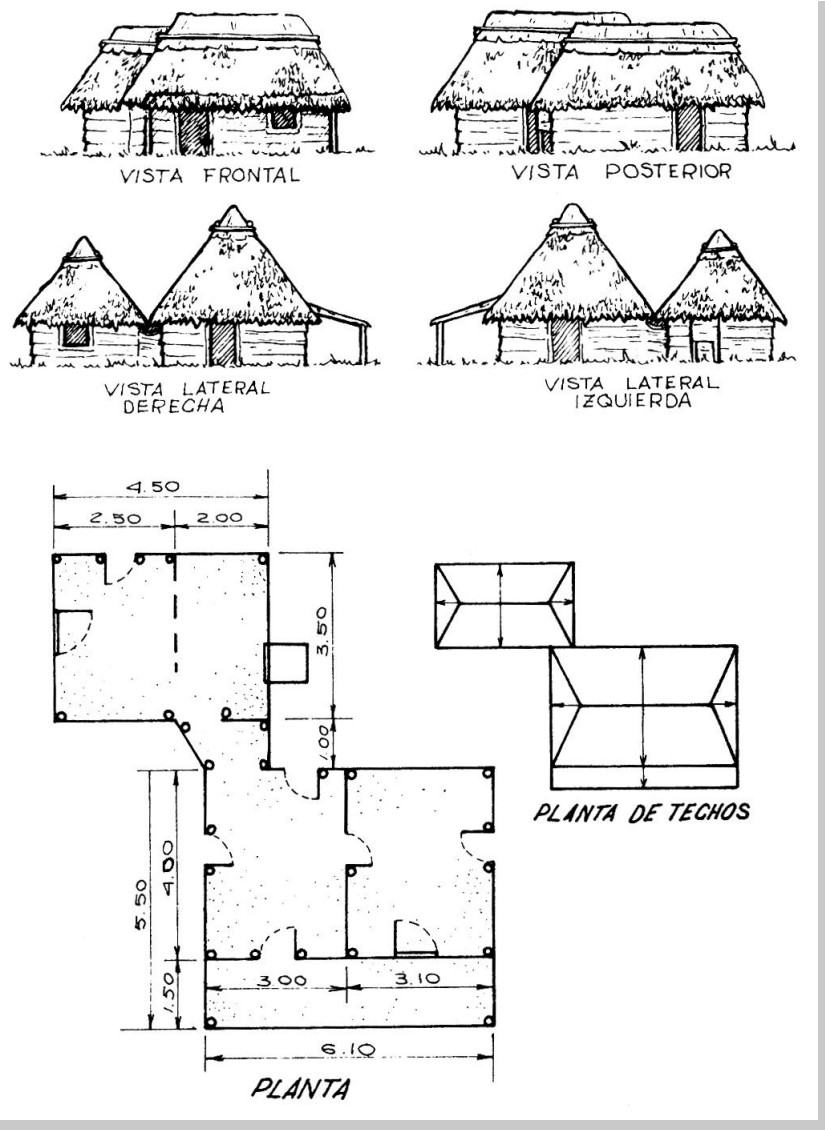 VISTA FRONTAL
VISTA POSTERIOR
VISTA LATERAL
DERECHA
VISTA LATERAL
IZQUIERDA
4.50
2.50
2.00
3.50
1.00
PLANTA DE TECHOS
5.50
4.00
1.50
3.00
3.10
6.10
PLANTA